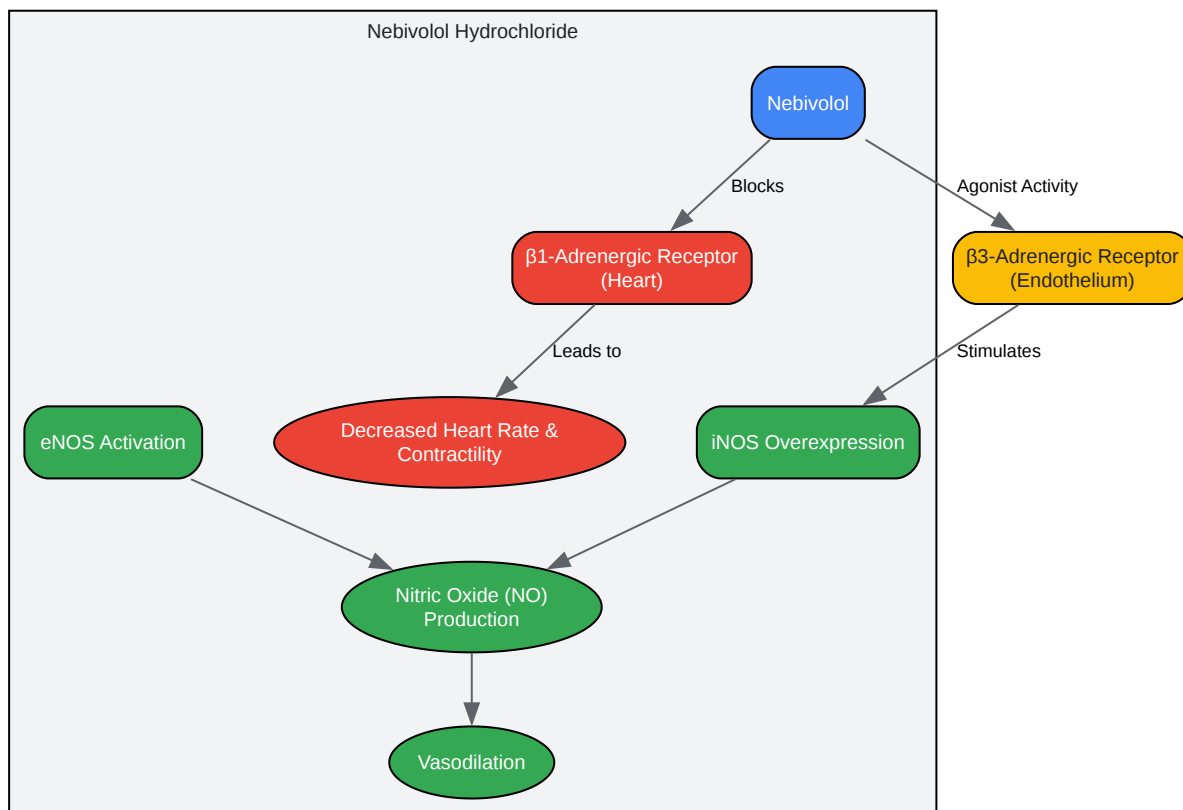 Nebivolol Hydrochloride
Nebivolol
Blocks
Agonist Activity
β1-Adrenergic Receptor
(Heart)
β3-Adrenergic Receptor
(Endothelium)
Leads to
Stimulates
eNOS Activation
Decreased Heart Rate &
Contractility
iNOS Overexpression
Nitric Oxide (NO)
Production
Vasodilation